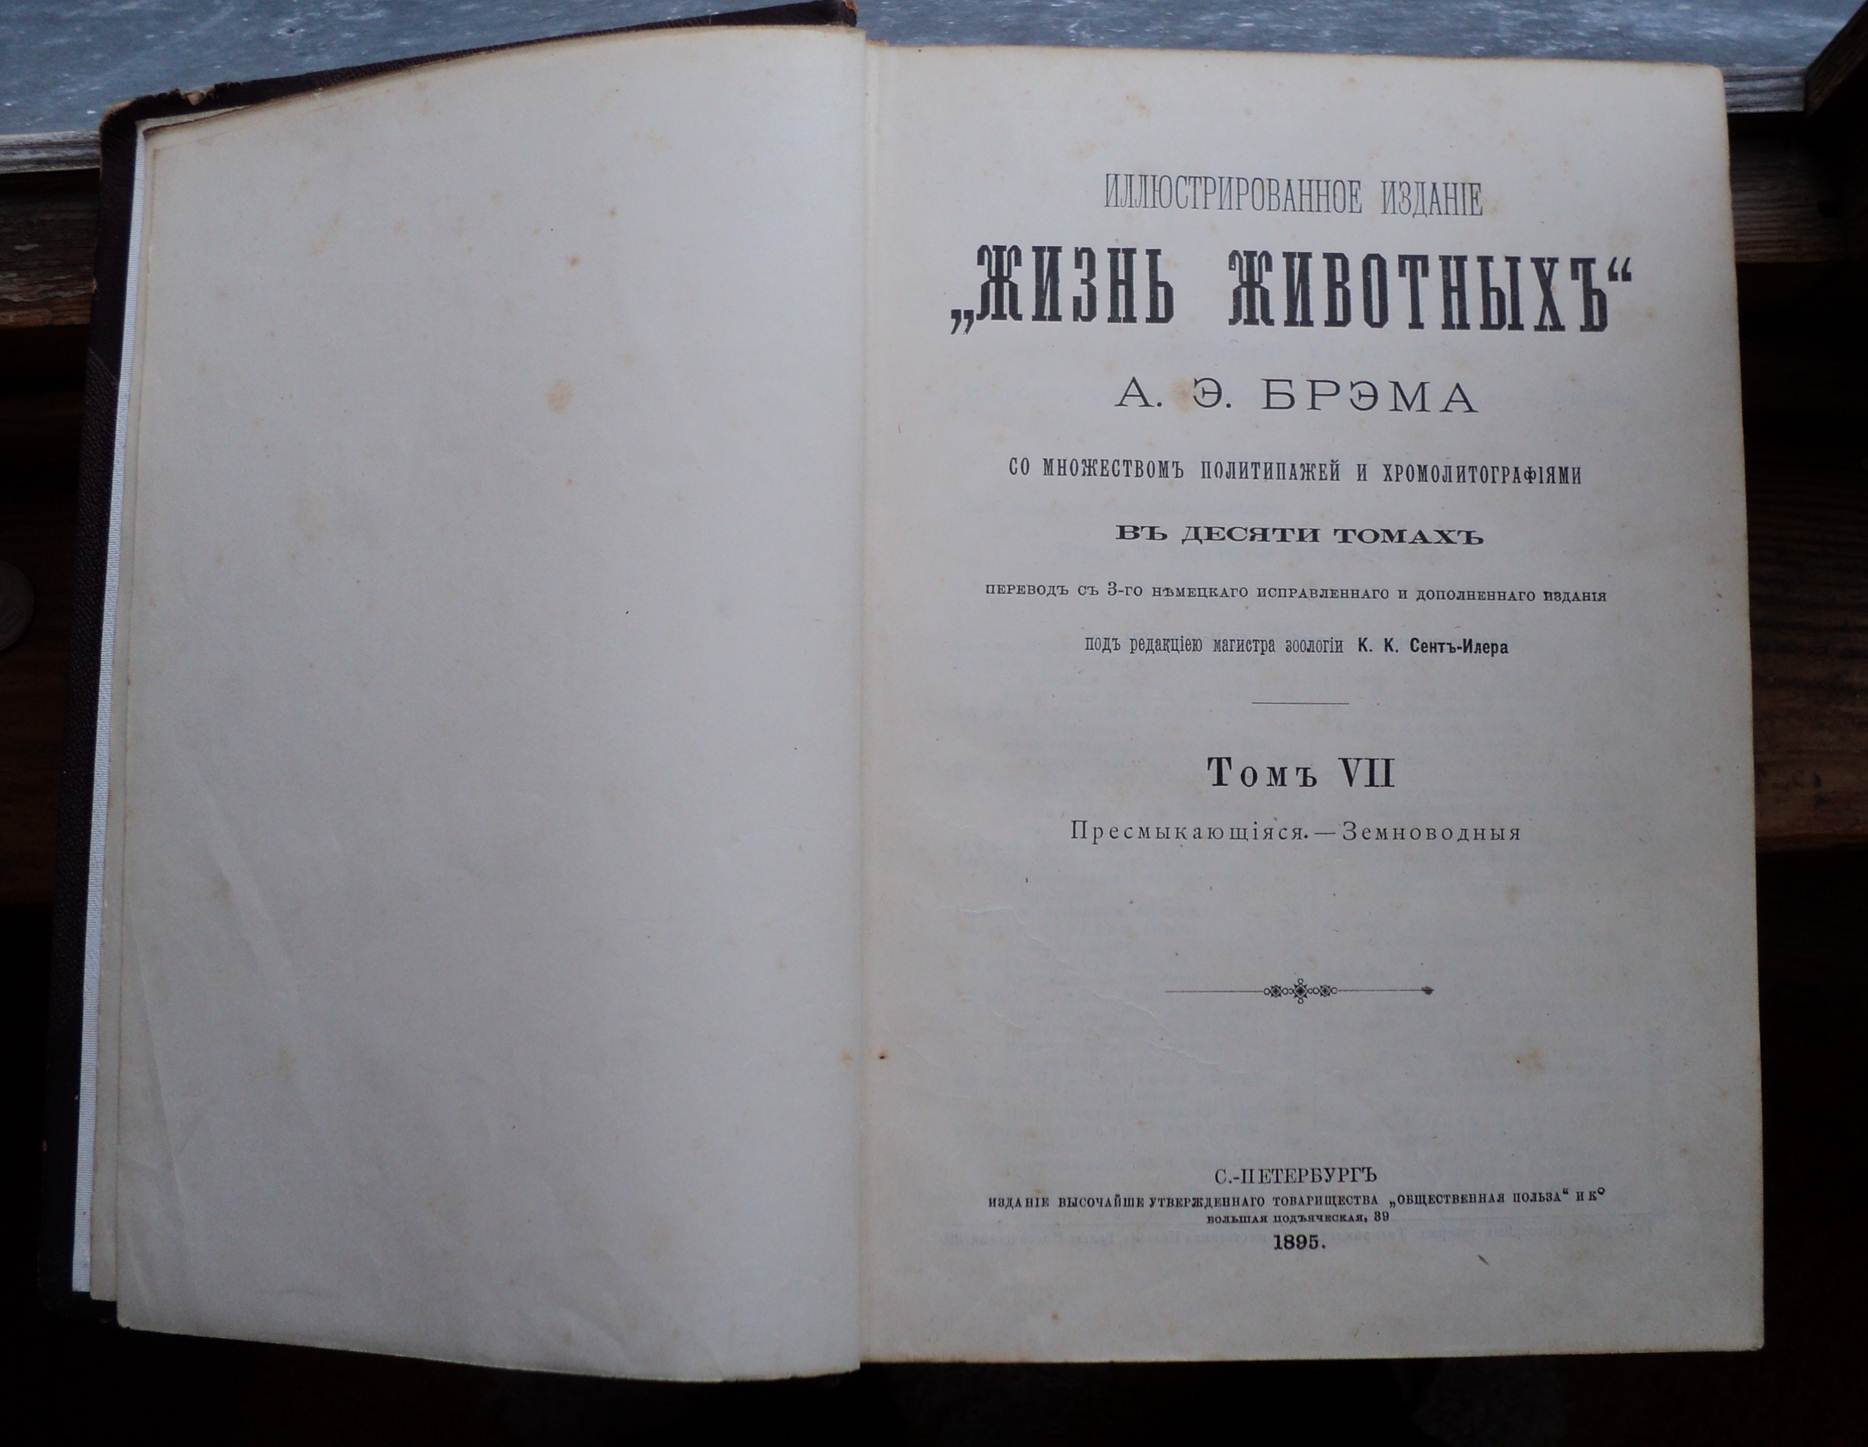 ИЛЛЮСТРИРОВАННОЕ ИЗДАНІЕ
„ЖИЗНЬ ЖИВОТНЫХЪ“
А. Э. БРЭМА
СО МНОЖЕСТВОМЪ ПОЛИТИПАЖЕЙ И ХРОМОЛИТОГРАФІЯМИ
ВЪ ДЕСЯТИ ТОМАХЪ
ПЕРЕВОДЪ СЪ 3-ГО НѢМЕЦКАГО ИСПРАВЛЕННАГО И ДОПОЛНЕННАГО ИЗДАНІЯ
подъ редакціею магистра зоологіи К. К. Сентъ-Илера
Томъ VII
Пресмыкающіяся.—Земноводныя
С.-ПЕТЕРБУРГЪ
ИЗДАНІЕ ВЫСОЧАЙШЕ УТВЕРЖДЕННАГО ТОВАРИЩЕСТВА „ОБЩЕСТВЕННАЯ ПОЛЬЗА“ И К°
БОЛЬШАЯ ПОДЪЯЧЕСКАЯ, 39
1895.